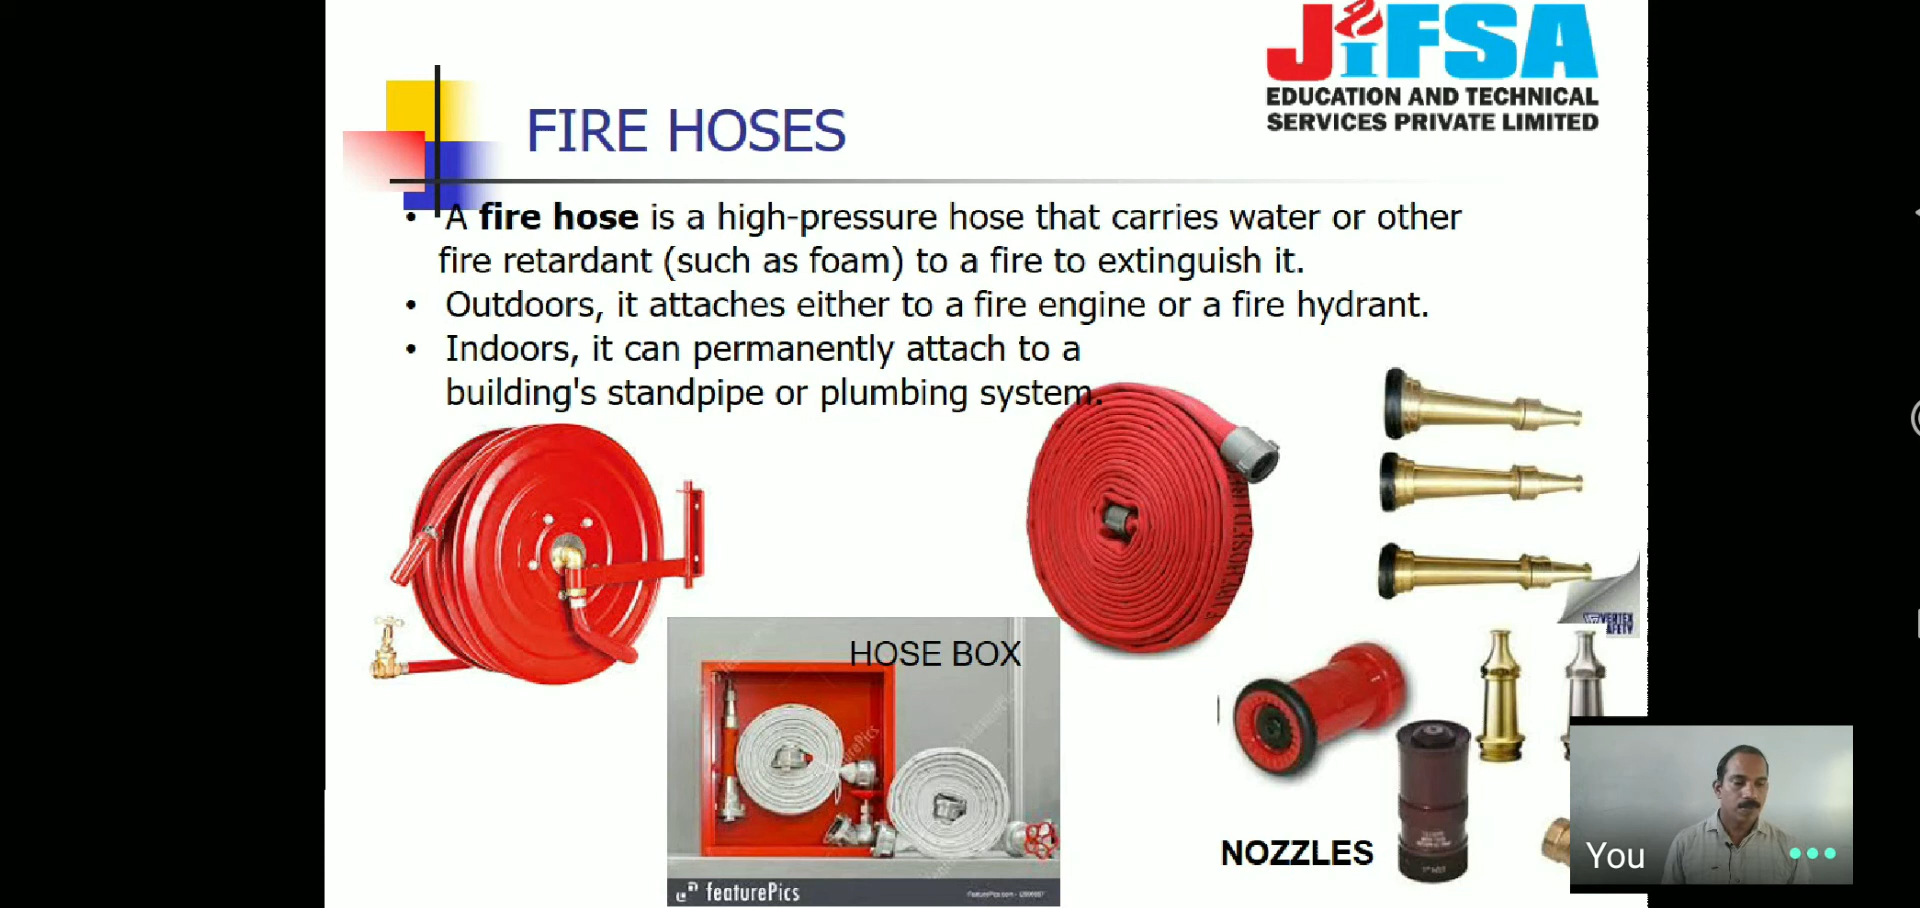 JiFSA
EDUCATION AND TECHNICAL
SERVICES PRIVATE LIMITED
FIRE HOSES
• A fire hose is a high-pressure hose that carries water or other
fire retardant (such as foam) to a fire to extinguish it.
• Outdoors, it attaches either to a fire engine or a fire hydrant.
• Indoors, it can permanently attach to a
building's standpipe or plumbing system.
HOSE BOX
featurePics
NOZZLES
You